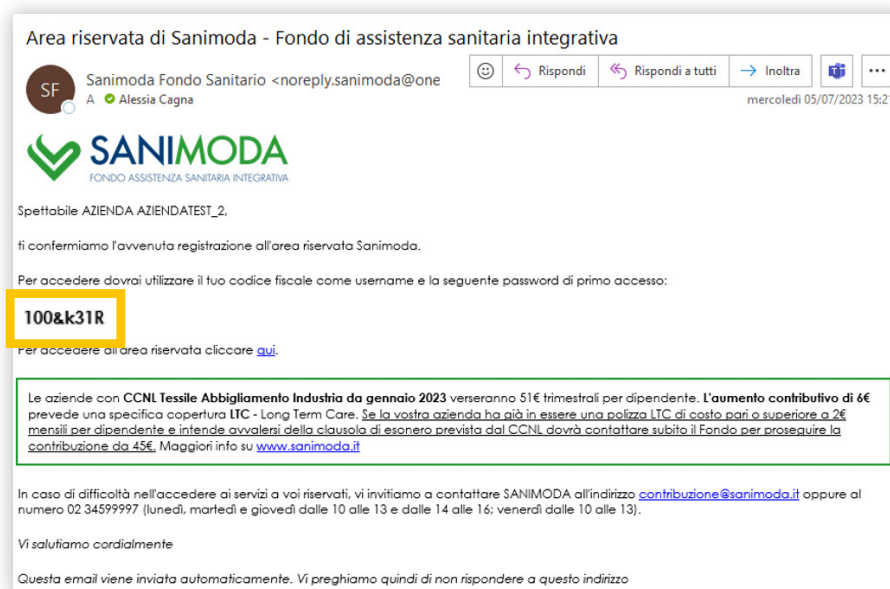 Area riservata di Sanimoda - Fondo di assistenza sanitaria integrativa
SF
Sanimoda Fondo Sanitario <noreply.sanimoda@one
Rispondi
Rispondi a tutti
Inoltra
A Alessia Cagna
mercoledì 05/07/2023 15:21
SANIMODA
FONDO ASSISTENZA SANITARIA INTEGRATIVA
Spettabile AZIENDA AZIENDATEST_2,
ti confermiamo l'avvenuta registrazione all'area riservata Sanimoda.
Per accedere dovrai utilizzare il tuo codice fiscale come username e la seguente password di primo accesso:
100&k31R
Per accedere all'area riservata cliccare qui.
Le aziende con CCNL Tessile Abbigliamento Industria da gennaio 2023 verseranno 51€ trimestrali per dipendente. L'aumento contributivo di 6€
prevede una specifica copertura LTC - Long Term Care. Se la vostra azienda ha già in essere una polizza LTC di costo pari o superiore a 2€
mensili per dipendente e intende avvalersi della clausola di esonero prevista dal CCNL dovrà contattare subito il Fondo per proseguire la
contribuzione da 45€. Maggiori info su www.sanimoda.it
In caso di difficoltà nell'accedere ai servizi a voi riservati, vi invitiamo a contattare SANIMODA all'indirizzo contribuzione@sanimoda.it oppure al
numero 02 34599997 (lunedì, martedì e giovedì dalle 10 alle 13 e dalle 14 alle 16; venerdì dalle 10 alle 13).
Vi salutiamo cordialmente
Questa email viene inviata automaticamente. Vi preghiamo quindi di non rispondere a questo indirizzo